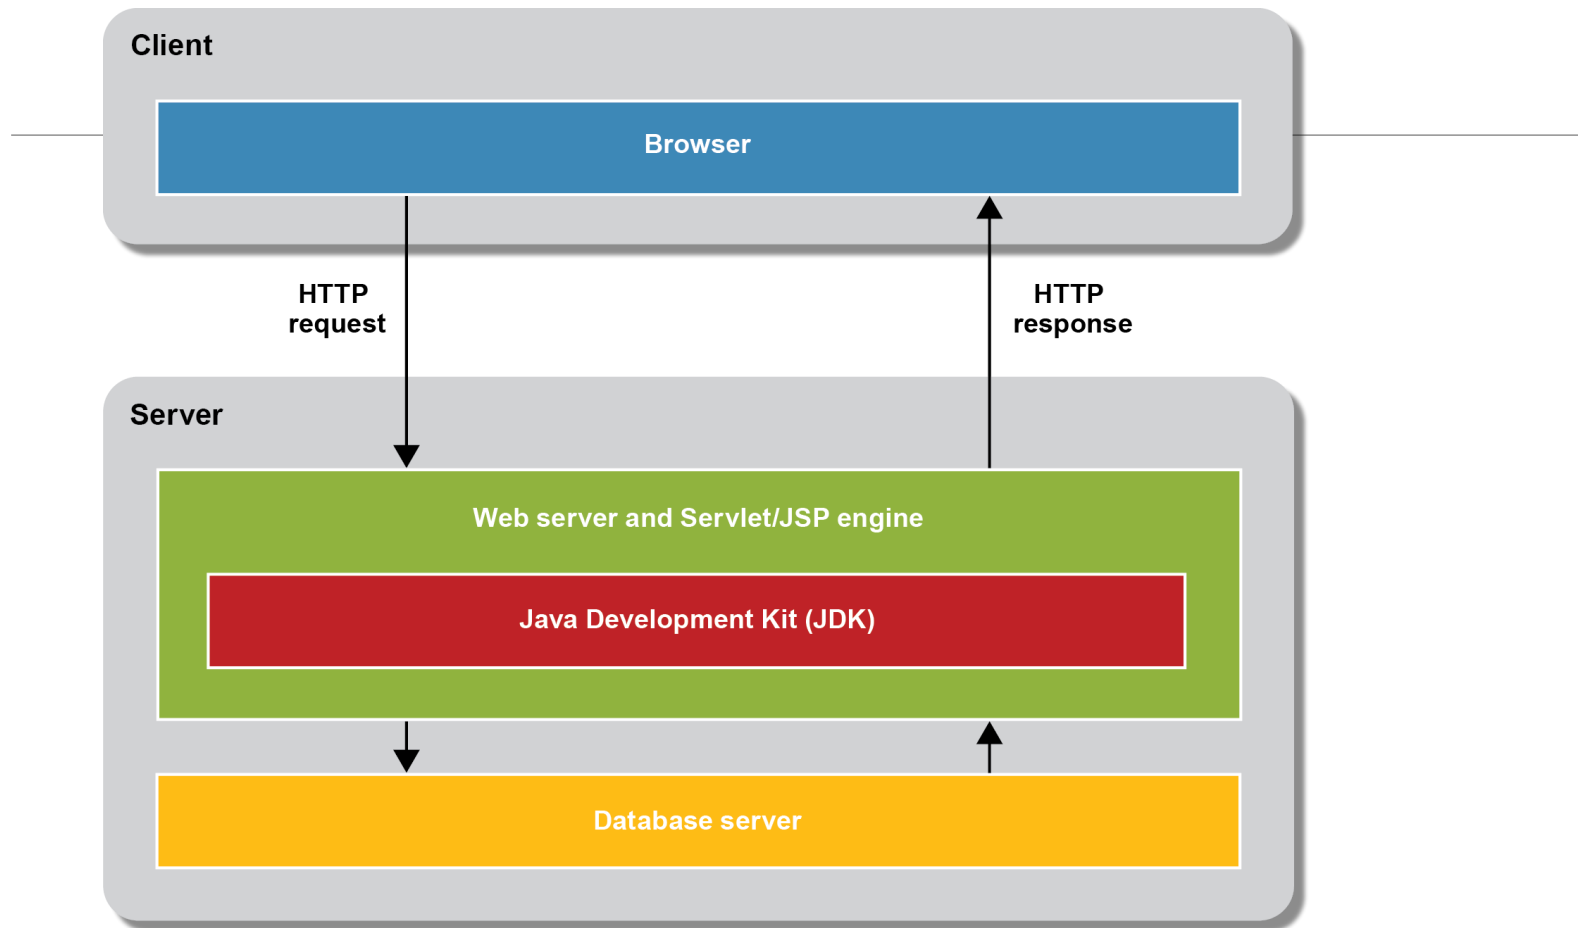 Client
Browser
HTTP
request
HTTP
response
Server
Web server and Servlet/JSP engine
Java Development Kit (JDK)
Database server